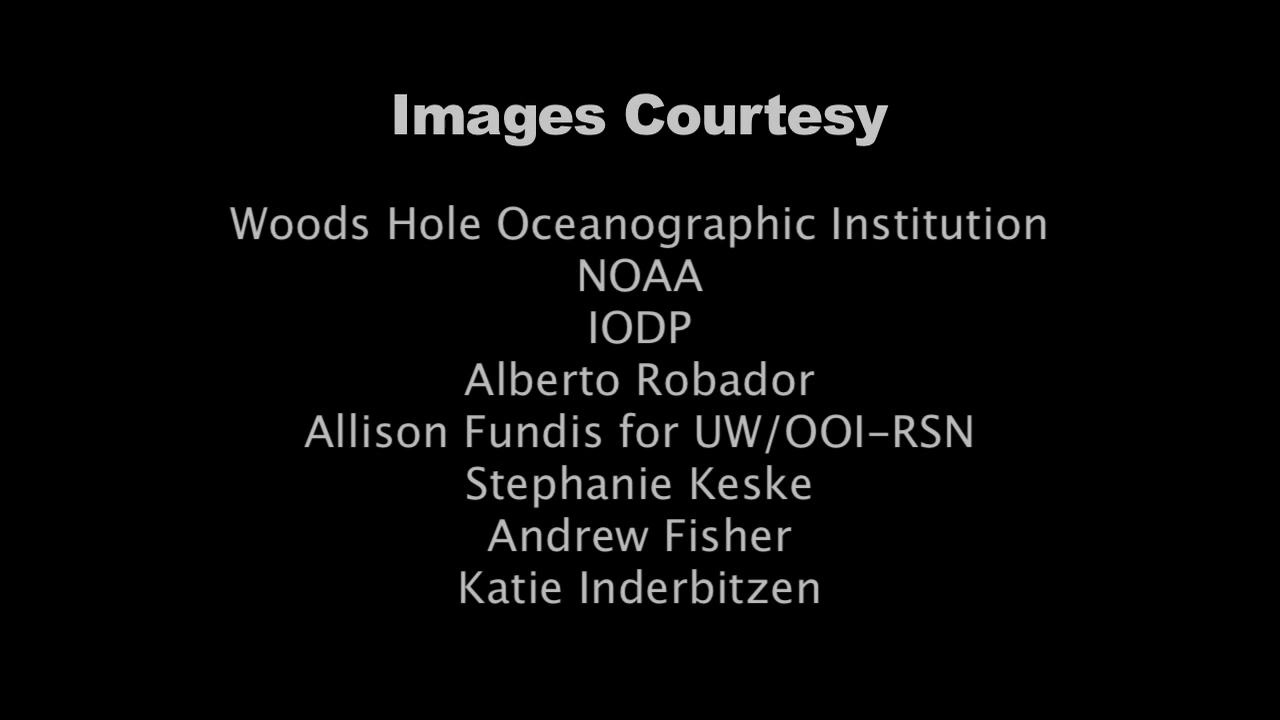 Images Courtesy
Woods Hole Oceanographic Institution
NOAA
IODP
Alberto Robador
Allison Fundis for UW/OOI-RSN
Stephanie Keske
Andrew Fisher
Katie Inderbitzen